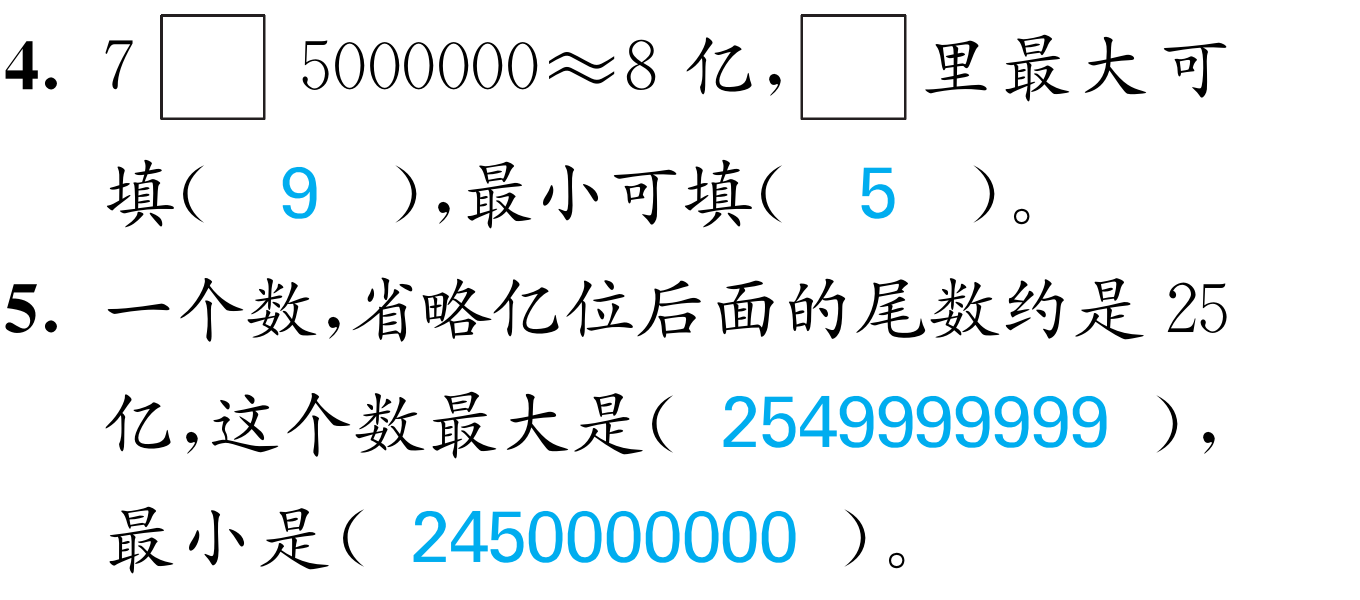 4. 7□5000000≈8 亿,□里最大可
填( 9 ),最小可填( 5 )。
5. 一个数,省略亿位后面的尾数约是 25
亿,这个数最大是( 2549999999 ),
最小是( 2450000000 )。